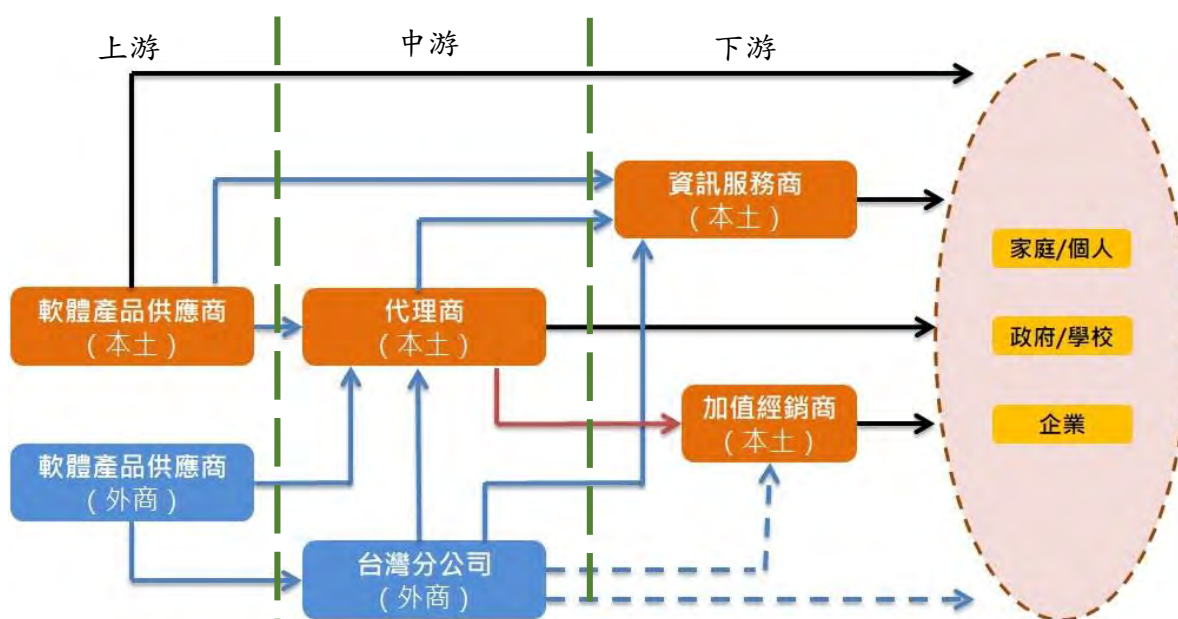 上游
中游
下游
資訊服務商
（本土）
家庭/個人
軟體產品供應商
（本土）
代理商
（本土）
政府/學校
加值經銷商
（本土）
企業
軟體產品供應商
（外商）
台灣分公司
（外商）